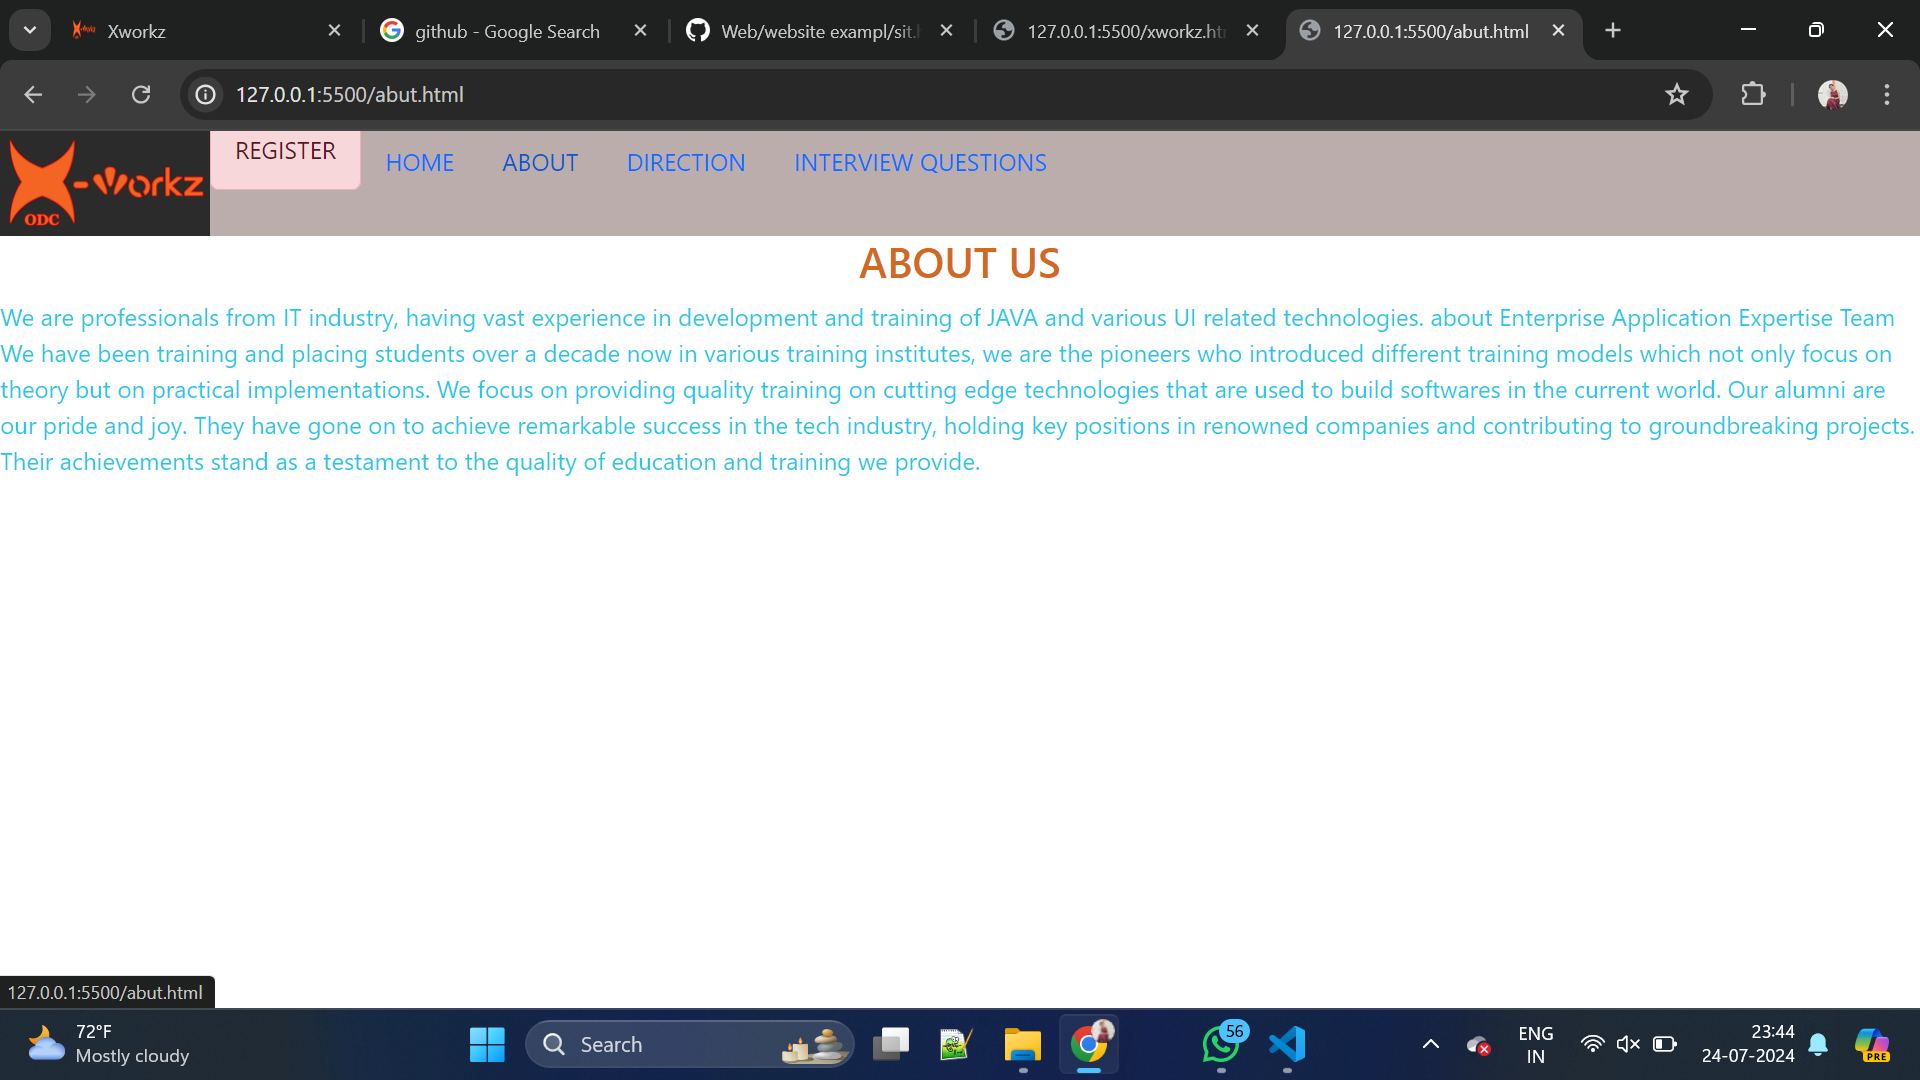 Xworkz
github - Google Search
Web/website exampl/sit.h
127.0.0.1:5500/xworkz.htm
127.0.0.1:5500/abut.html
127.0.0.1:5500/abut.html
-workz
ODC
REGISTER
HOME
ABOUT
DIRECTION
INTERVIEW QUESTIONS
ABOUT US
We are professionals from IT industry, having vast experience in development and training of JAVA and various UI related technologies. about Enterprise Application Expertise Team
We have been training and placing students over a decade now in various training institutes, we are the pioneers who introduced different training models which not only focus on
theory but on practical implementations. We focus on providing quality training on cutting edge technologies that are used to build softwares in the current world. Our alumni are
our pride and joy. They have gone on to achieve remarkable success in the tech industry, holding key positions in renowned companies and contributing to groundbreaking projects.
Their achievements stand as a testament to the quality of education and training we provide.
127.0.0.1:5500/abut.html
72°F
Mostly cloudy
Search
56
ENG
IN
23:44
24-07-2024
PRE